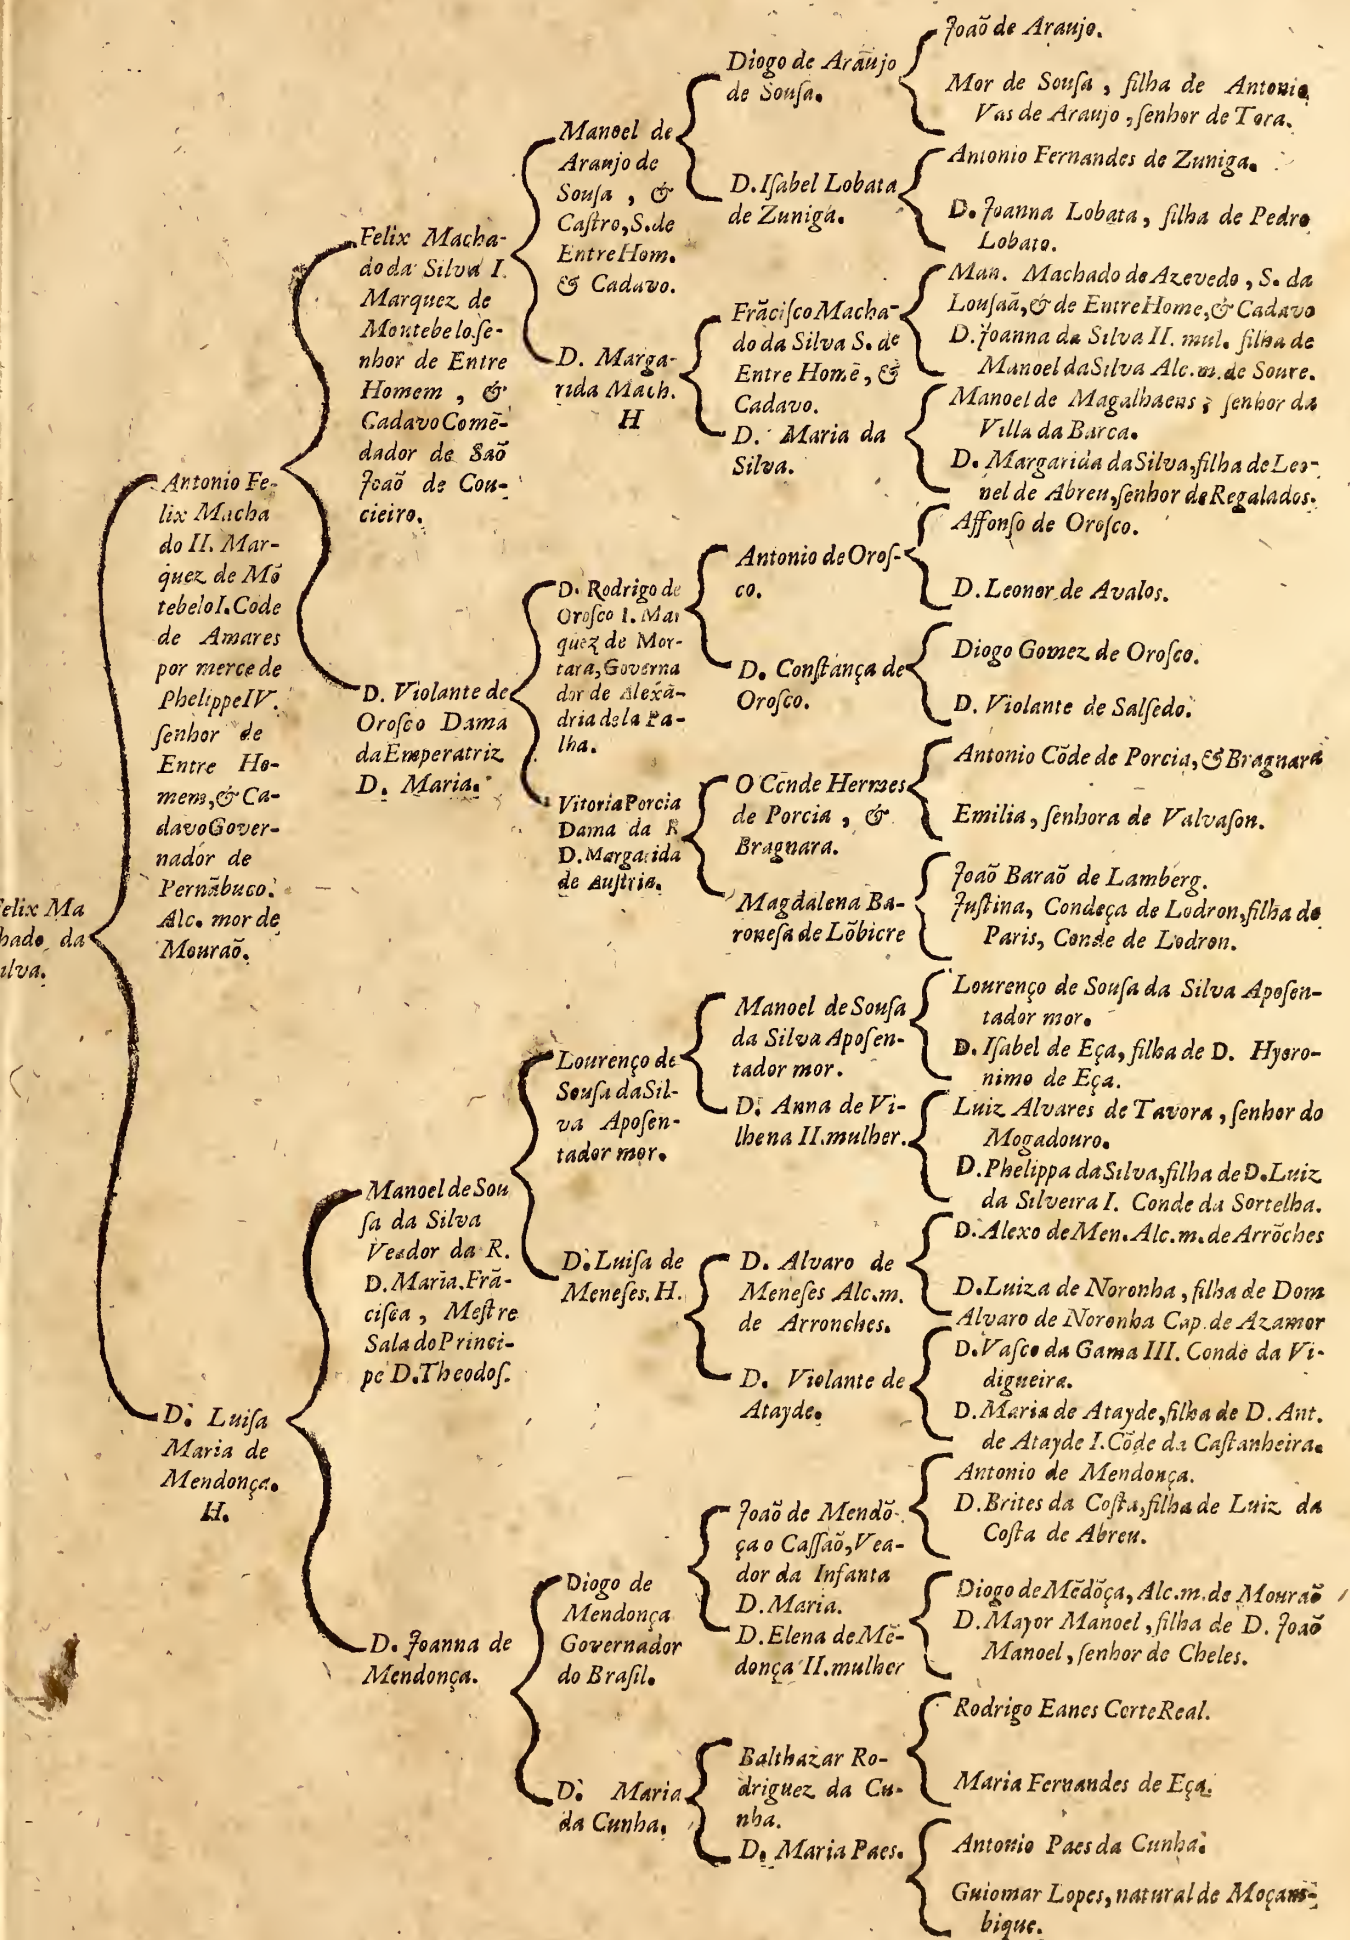 Felix Ma
chado da
Silva.
Antonio Fe-
lix Macha
do II. Mar-
quez de Mõ
tebelo I. Cõde
de Amares
por merce de
Phelippe IV.
ſenhor de
Entre Ho-
mem, & Ca-
davo Gover-
nador de
Pernãbuco.
Alc. mor de
Mouraõ.
D. Luiſa
Maria de
Mendonça.
H.
Felix Macha-
do da Silva I.
Marquez de
Montebelo. ſe-
nhor de Entre
Homem, &
Cadavo Comẽ-
dador de Saõ
Joaõ de Cou-
cieiro.
D. Violante de
Oroſco Dama
da Emperatriz
D. Maria.
Manoel de Sou
ſa da Silva
Veador da R.
D. Maria. Frã-
ciſca, Meſtre
Sala do Princi-
pe D. Theodoſ.
D. Joanna de
Mendonça.
Manoel de
Araujo de
Souſa, &
Caſtro, S. de
Entre Hom.
& Cadavo.
D. Marga-
rida Mach.
H
D. Rodrigo de
Oroſco I. Mar
quez de Mor-
tara, Governa
dor de Alexã-
dria de la Pa-
lha.
Vitoria Porcia
Dama da R
D. Margarida
de Auſtria.
Lourenço de
Souſa da Sil-
va Apoſen-
tador mor.
D. Luiſa de
Meneſes. H.
Diogo de
Mendonça
Governador
do Braſil.
D. Maria
da Cunha.
Diogo de Araujo
de Souſa.
D. Iſabel Lobata
de Zuniga.
Frãciſco Macha-
do da Silva S. de
Entre Homẽ, &
Cadavo.
D. Maria da
Silva.
Antonio de Oroſ-
co.
D. Conſtança de
Oroſco.
O Conde Hermes
de Porcia, &
Bragnara.
Magdalena Ba-
roneſa de Lõbicre
Manoel de Souſa
da Silva Apoſen-
tador mor.
D. Anna de Vi-
lhena II. mulher.
D. Alvaro de
Meneſes Alc. m.
de Arronches.
D. Violante de
Atayde.
Joaõ de Mendõ-
ça o Caſſaõ, Vea-
dor da Infanta
D. Maria.
D. Elena de Mẽ-
donça II. mulher
Balthazar Ro-
driguez da Cu-
nha.
D. Maria Paes.
Joaõ de Araujo.
Mor de Souſa, filha de Antonio
Vas de Araujo, ſenhor de Tora.
Antonio Fernandes de Zuniga.
D. Joanna Lobata, filha de Pedro
Lobato.
Man. Machado de Azevedo, S. da
Louſaã, & de Entre Home, & Cadavo
D. Joanna da Silva II. mul. filha de
Manoel da Silva Alc. m. de Soure.
Manoel de Magalhaens, ſenhor da
Villa da Barca.
D. Margarida da Silva, filha de Leo-
nel de Abreu, ſenhor de Regalados.
Affonſo de Oroſco.
D. Leonor de Avalos.
Diogo Gomez de Oroſco.
D. Violante de Salſedo.
Antonio Cõde de Porcia, & Bragnara
Emilia, ſenhora de Valvaſon.
Joaõ Baraõ de Lamberg.
Juſtina, Condeça de Lodron, filha de
Paris, Conde de Lodron.
Lourenço de Souſa da Silva Apoſen-
tador mor.
D. Iſabel de Eça, filha de D. Hyero-
nimo de Eça.
Luiz Alvares de Tavora, ſenhor do
Mogadouro.
D. Phelippa da Silva, filha de D. Luiz
da Silveira I. Conde da Sortelha.
D. Alexo de Men. Alc. m. de Arrõches
D. Luiza de Noronha, filha de Dom
Alvaro de Noronha Cap. de Azamor
D. Vaſco da Gama III. Conde da Vi-
digueira.
D. Maria de Atayde, filha de D. Ant.
de Atayde I. Cõde da Caſtanheira.
Antonio de Mendonça.
D. Brites da Coſta, filha de Luiz da
Coſta de Abreu.
Diogo de Mẽdõça, Alc. m. de Mouraõ
D. Mayor Manoel, filha de D. Joaõ
Manoel, ſenhor de Cheles.
Rodrigo Eanes Corte Real.
Maria Fernandes de Eça.
Antonio Paes da Cunha.
Guiomar Lopes, natural de Moçam-
bique.